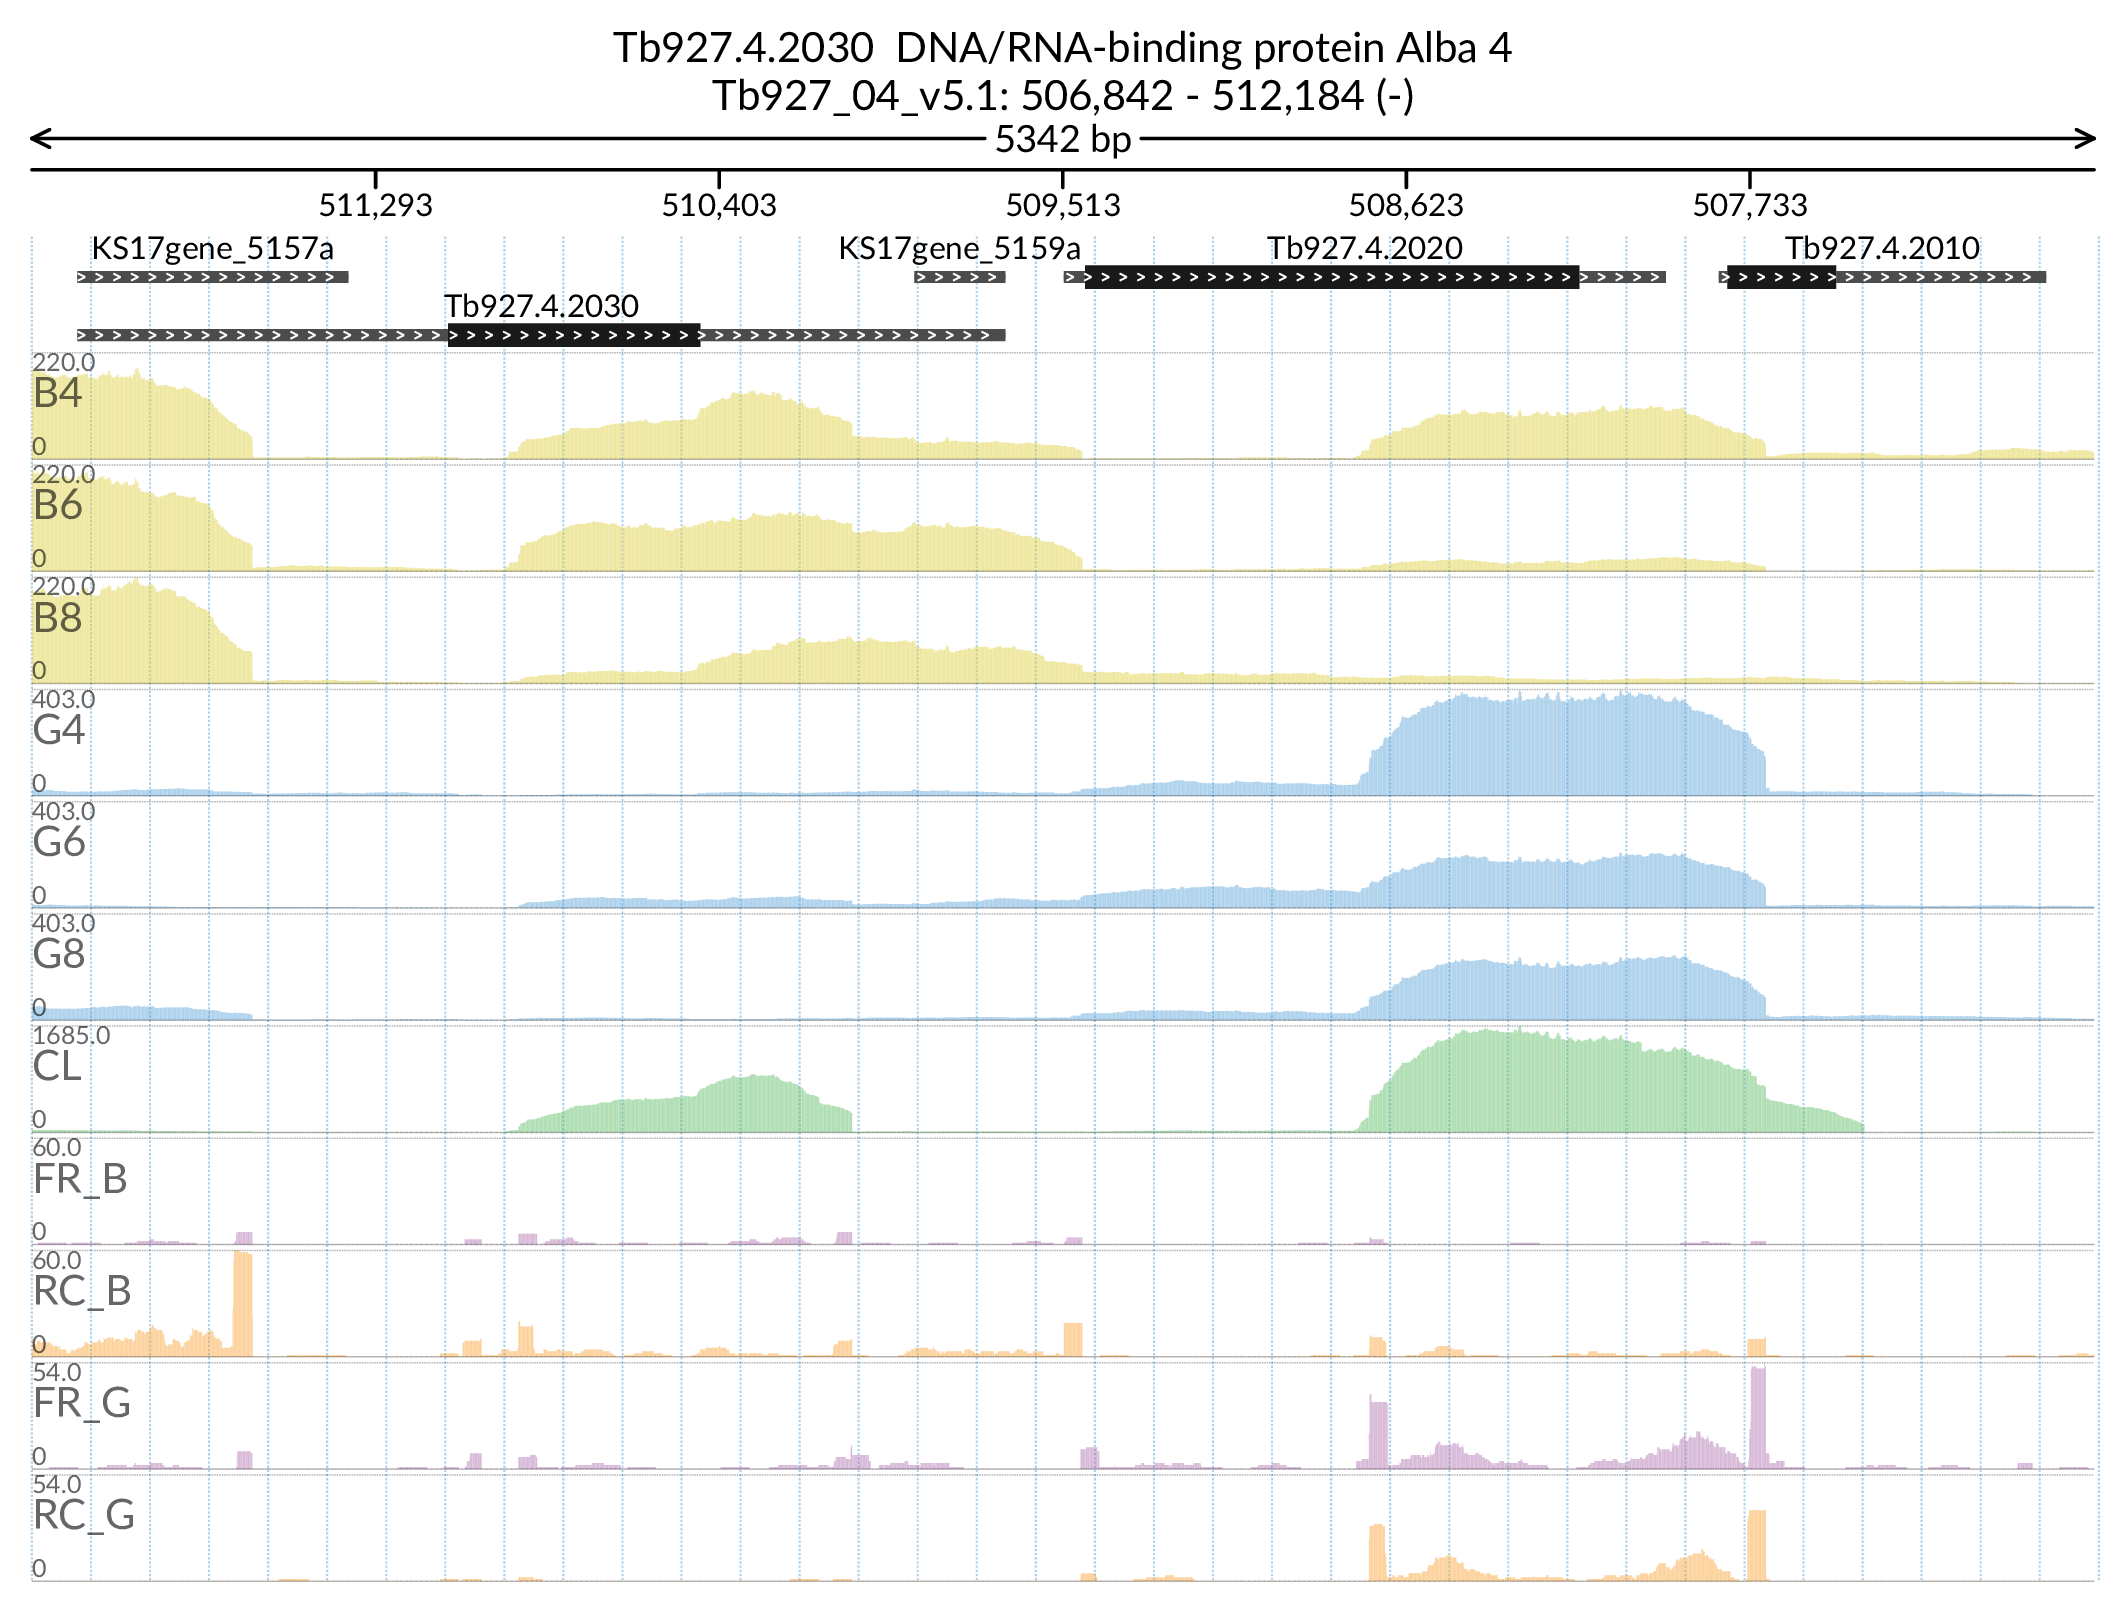 Tb927.4.2030  DNA/RNA-binding protein Alba 4
Tb927_04_v5.1: 506,842 - 512,184 (-)
5342 bp
511,293 510,403 509,513 508,623 507,733
KS17gene_5157a KS17gene_5159a Tb927.4.2020 Tb927.4.2010
Tb927.4.2030
220.0
B4
0
220.0
B6
0
220.0
B8
0
403.0
G4
0
403.0
G6
0
403.0
G8
0
1685.0
CL
0
60.0
FR_B
0
60.0
RC_B
0
54.0
FR_G
0
54.0
RC_G
0